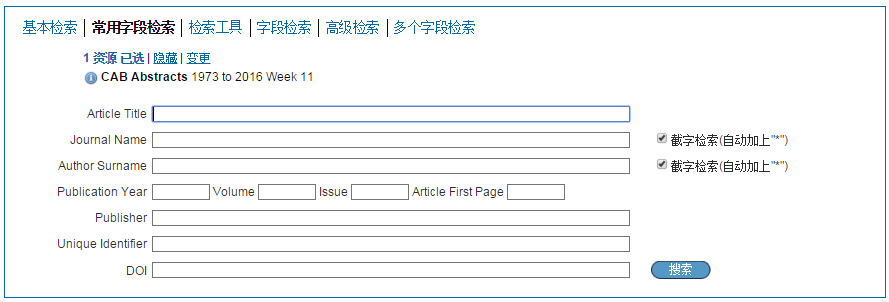 基本检索 | 常用字段检索 | 检索工具 | 字段检索 | 高级检索 | 多个字段检索
1 资源 已选 | 隐藏 | 变更
CAB Abstracts 1973 to 2016 Week 11
Article Title
Journal Name 截字检索(自动加上"*")
Author Surname 截字检索(自动加上"*")
Publication Year Volume Issue Article First Page
Publisher
Unique Identifier
DOI 搜索